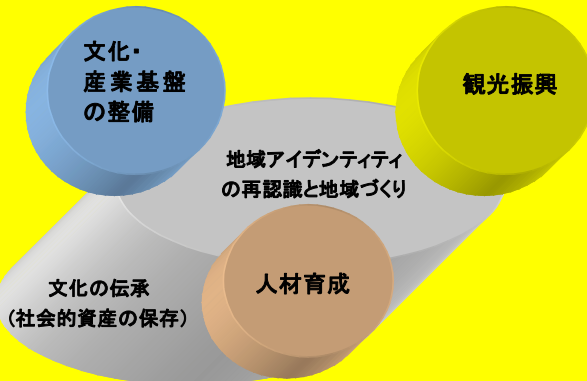 文化・
産業基盤
の整備
観光振興
地域アイデンティティ
の再認識と地域づくり
人材育成
文化の伝承
(社会的資産の保存)